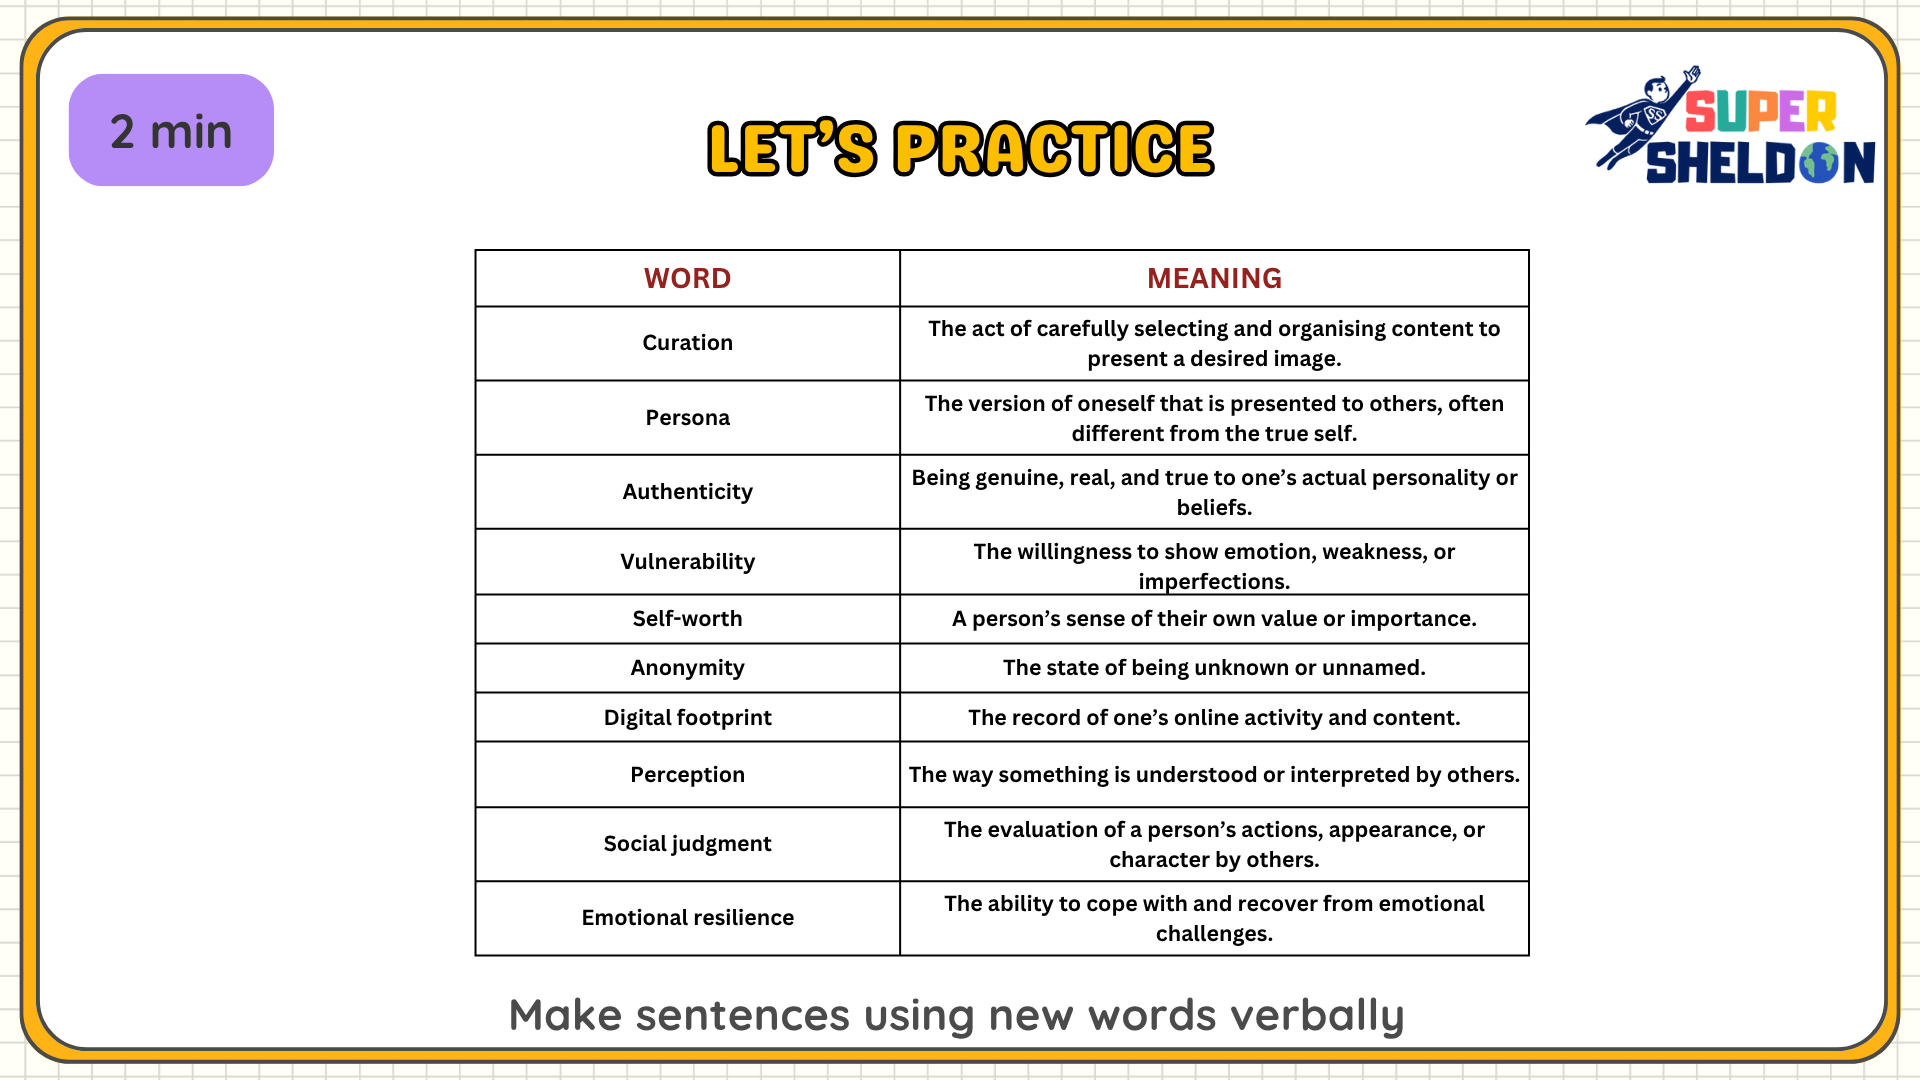 2 min
LET'S PRACTICE
SS
SUPER
SHELDON
WORD
MEANING
Curation
The act of carefully selecting and organising content to
present a desired image.
Persona
The version of oneself that is presented to others, often
different from the true self.
Authenticity
Being genuine, real, and true to one's actual personality or
beliefs.
Vulnerability
The willingness to show emotion, weakness, or
imperfections.
Self-worth
A person's sense of their own value or importance.
Anonymity
The state of being unknown or unnamed.
Digital footprint
The record of one's online activity and content.
Perception
The way something is understood or interpreted by others.
Social judgment
The evaluation of a person's actions, appearance, or
character by others.
Emotional resilience
The ability to cope with and recover from emotional
challenges.
Make sentences using new words verbally